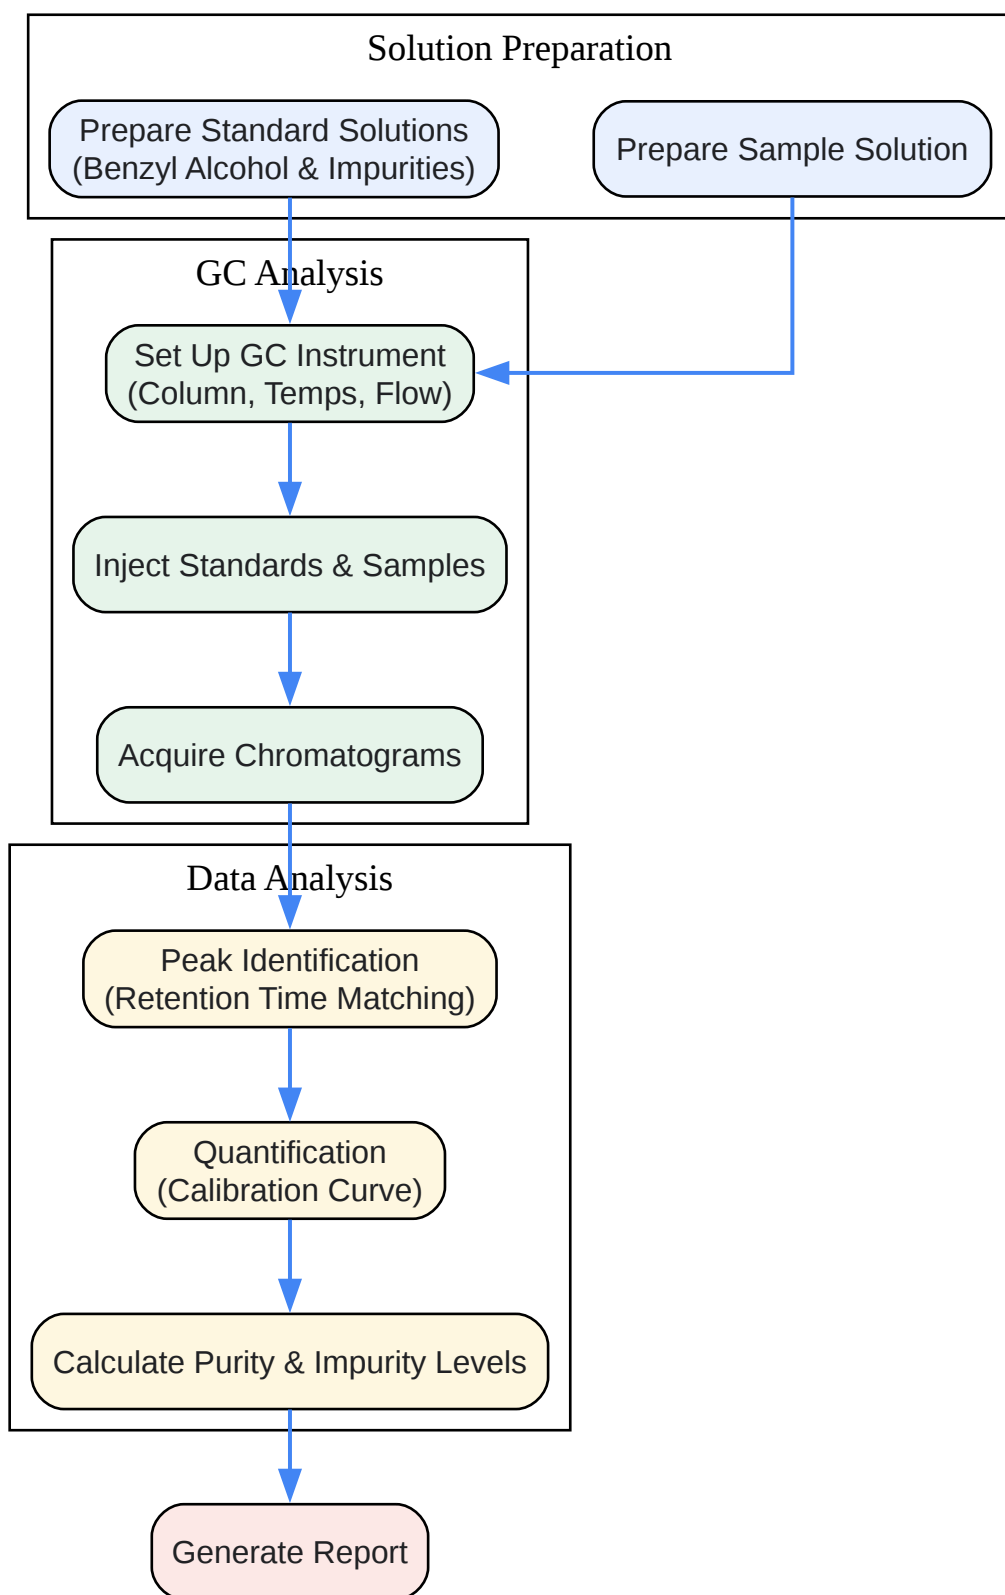 Solution Preparation
Prepare Standard Solutions
(Benzyl Alcohol & Impurities)
Prepare Sample Solution
GC Analysis
Set Up GC Instrument
(Column, Temps, Flow)
Inject Standards & Samples
Acquire Chromatograms
Data Analysis
Peak Identification
(Retention Time Matching)
Quantification
(Calibration Curve)
Calculate Purity & Impurity Levels
Generate Report